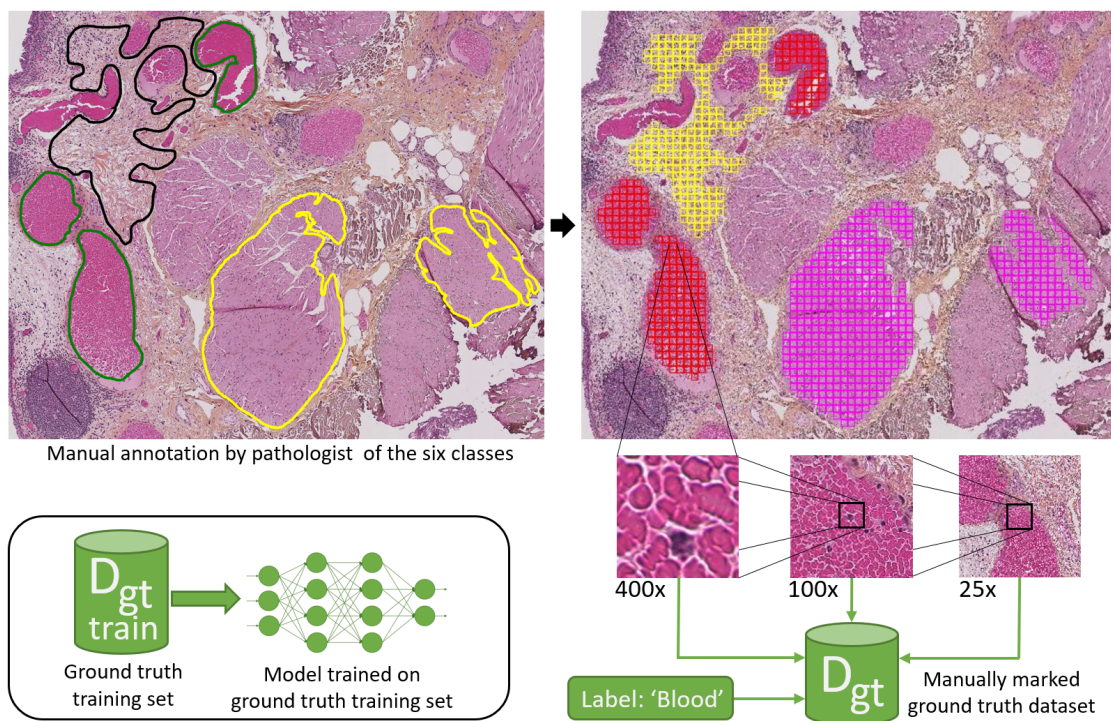 Manual annotation by pathologist of the six classes
400x
100x
25x
D
gt
train
Ground truth
training set
Model trained on
ground truth training set
Label: 'Blood'
D
gt
Manually marked
ground truth dataset